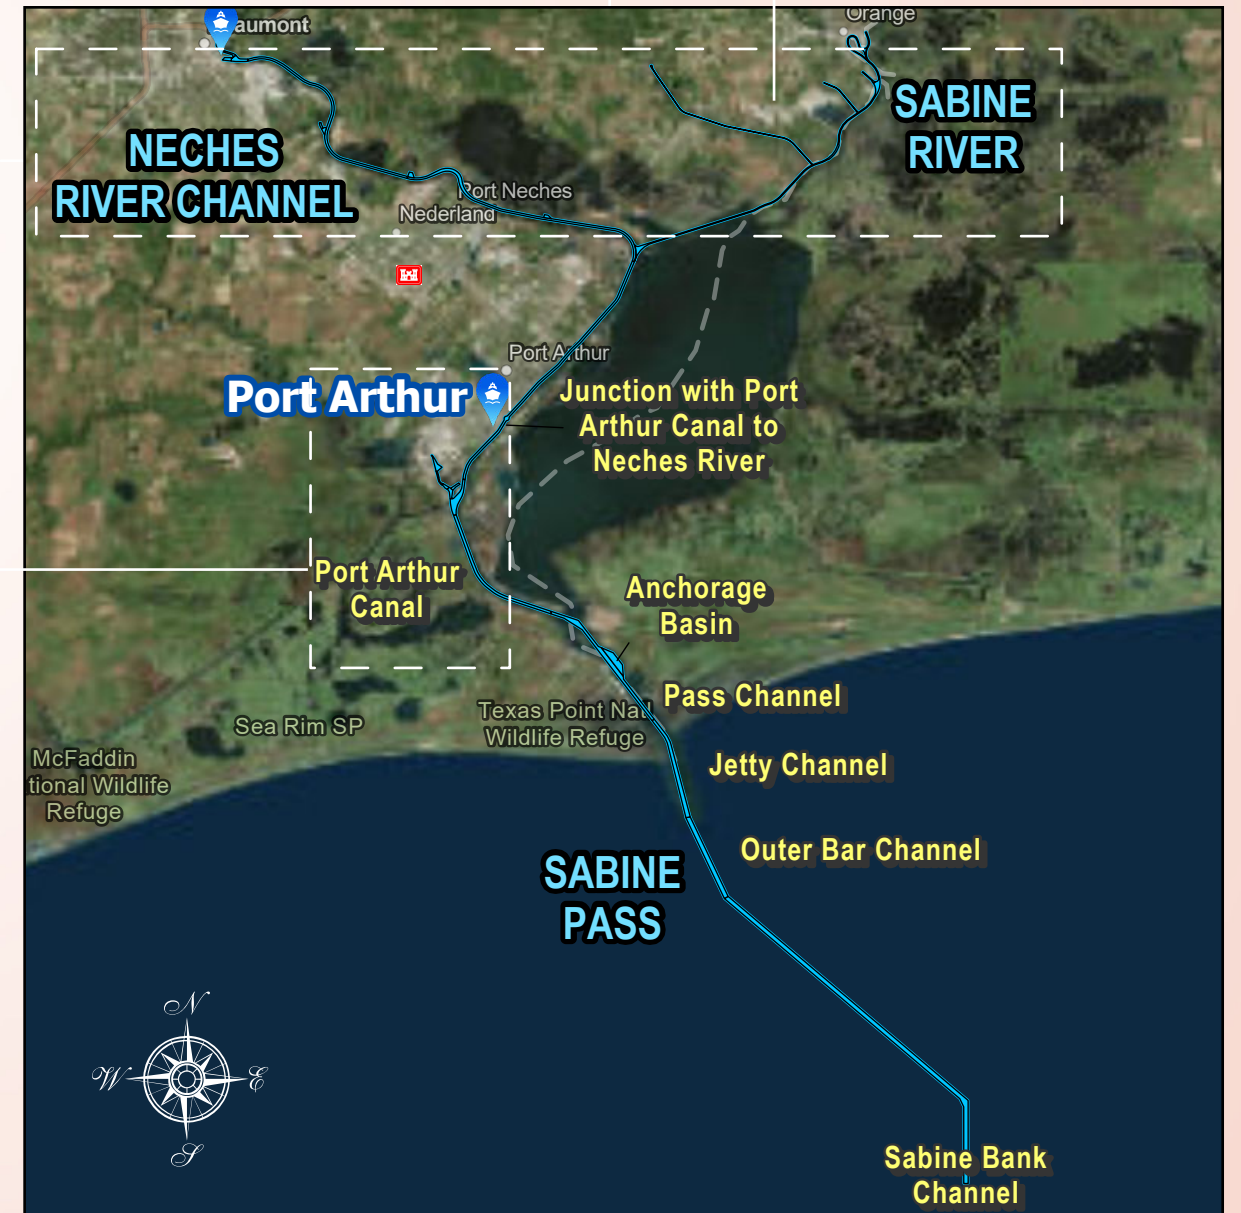 aumont
Orange
SABINE
RIVER
NECHES
RIVER CHANNEL
Port Neches
Nederland
Port Arthur
Port Arthur
Junction with Port
Arthur Canal to
Neches River
Port Arthur
Canal
Anchorage
Basin
Pass Channel
Texas Point Natl
Wildlife Refuge
Sea Rim SP
McFaddin
tional Wildlife
Refuge
Jetty Channel
Outer Bar Channel
SABINE
PASS
N
W E
S
Sabine Bank
Channel